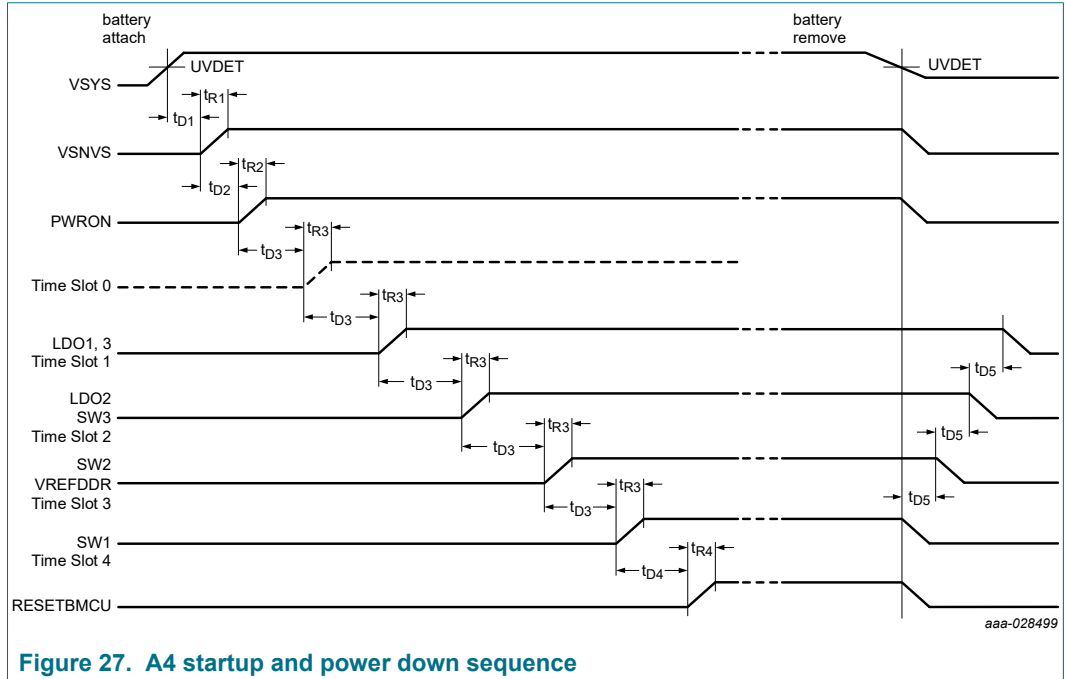 battery
attach
battery
remove
UVDET
UVDET
VSYS
tR1
tD1
VSNVS
tR2
tD2
PWRON
tR3
tD3
Time Slot 0
tR3
tD3
LDO1, 3
Time Slot 1
tR3
tD3
tD5
LDO2
SW3
Time Slot 2
tR3
tD3
tD5
SW2
VREFDDR
Time Slot 3
tR3
tD3
tD5
SW1
Time Slot 4
tR4
tD4
RESETBMCU
aaa-028499
Figure 27. A4 startup and power down sequence